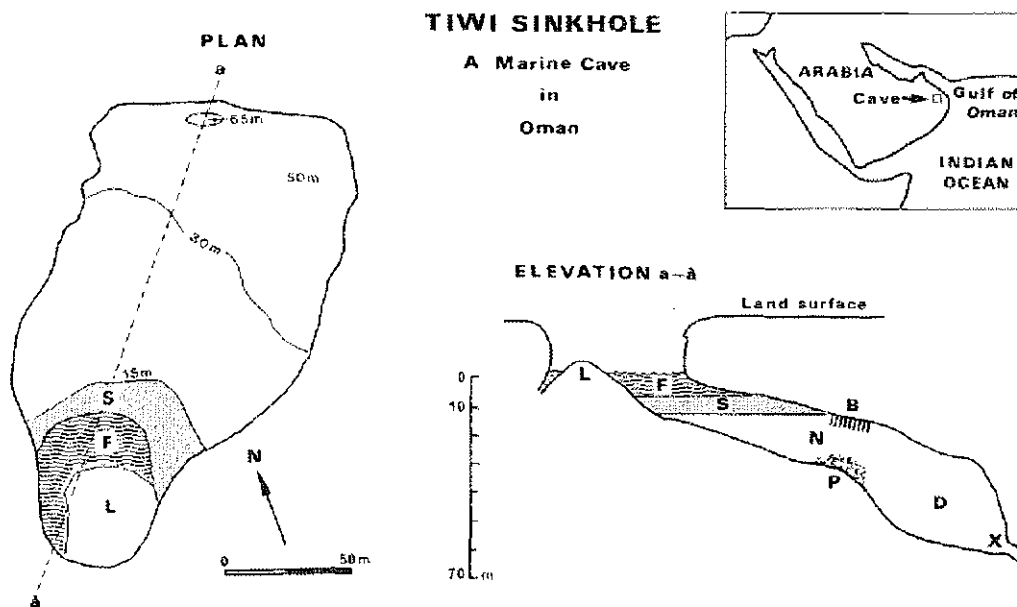 TIWI SINKHOLE
A Marine Cave
in
Oman
PLAN
a
65m
50m
30m
15m
S
F
L
N
0 50m
à
ARABIA
Cave
Gulf of
Oman
INDIAN
OCEAN
ELEVATION a-à
Land surface
0
10
70 m
L
F
S
B
N
P
D
X